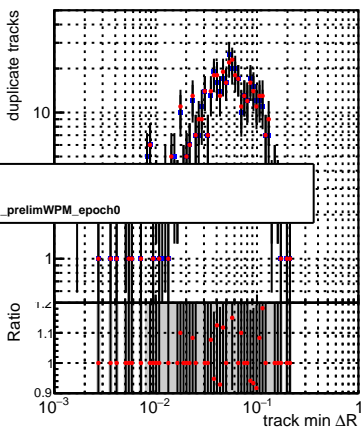 duplicate tracks
10
_prelimWPM_epoch0
1
Ratio
1.2
1.1
1
0.9
10⁻³ 10⁻² 10⁻¹ 1
track min ΔR